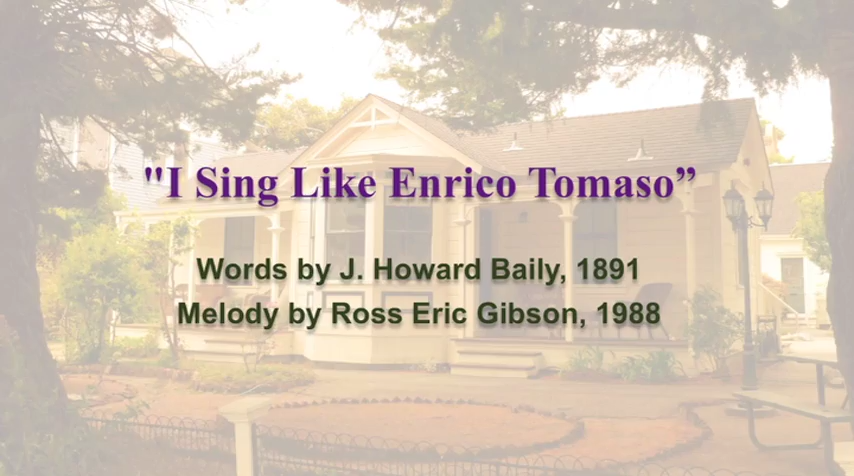 "I Sing Like Enrico Tomaso”
Words by J. Howard Baily, 1891
Melody by Ross Eric Gibson, 1988